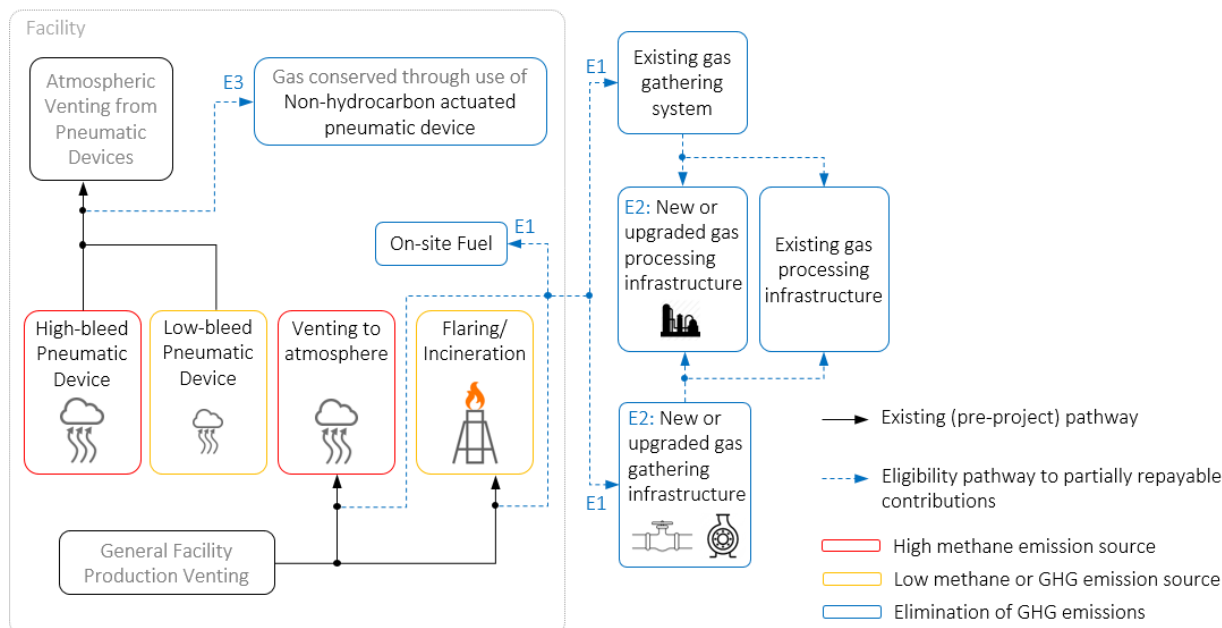 Facility
Atmospheric
Venting from
Pneumatic
Devices
E3
Gas conserved through use of
Non-hydrocarbon actuated
pneumatic device
E1
Existing gas
gathering
system
On-site Fuel
E1
E2: New or
upgraded gas
processing
infrastructure
Existing gas
processing
infrastructure
High-bleed
Pneumatic
Device
Low-bleed
Pneumatic
Device
Venting to
atmosphere
Flaring/
Incineration
E1
E2: New or
upgraded gas
gathering
infrastructure
General Facility
Production Venting
Existing (pre-project) pathway
Eligibility pathway to partially repayable
contributions
High methane emission source
Low methane or GHG emission source
Elimination of GHG emissions